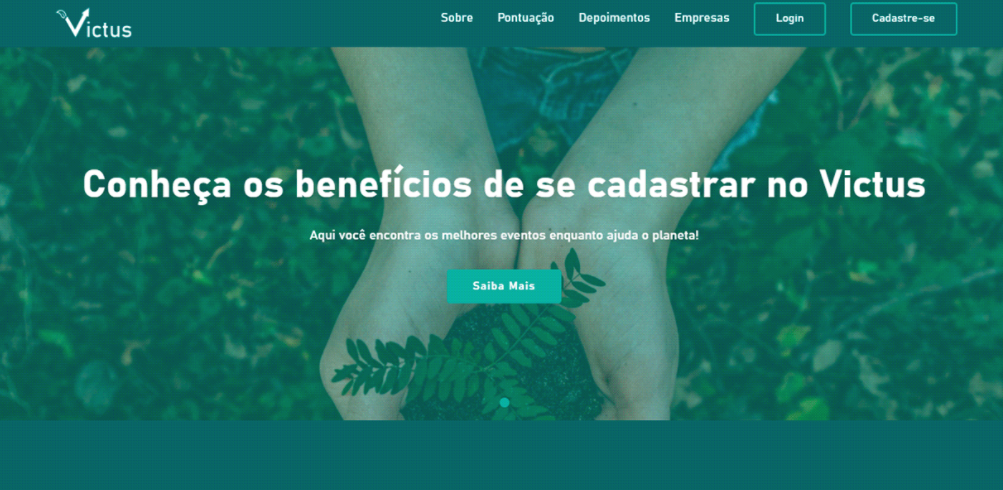 Victus
Sobre
Pontuação
Depoimentos
Empresas
Login
Cadastre-se
Conheça os benefícios de se cadastrar no Victus
Aqui você encontra os melhores eventos enquanto ajuda o planeta!
Saiba Mais